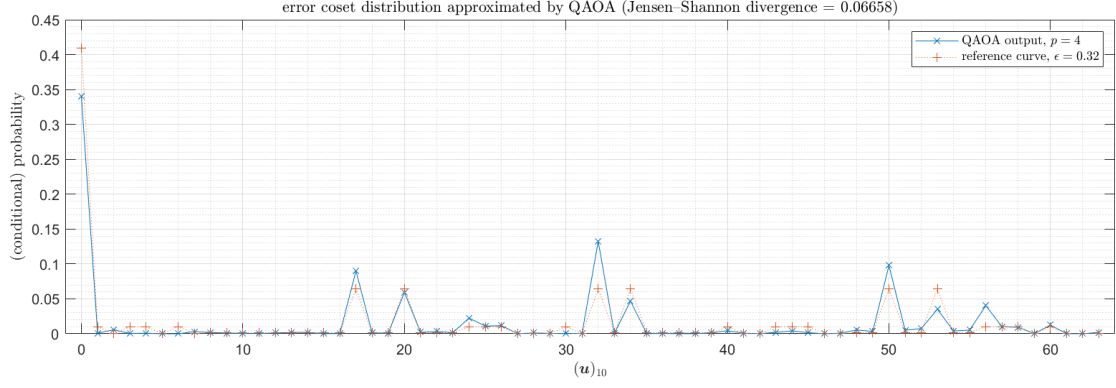 error coset distribution approximated by QAOA (Jensen–Shannon divergence = 0.06658)
0.45
0.4
0.35
0.3
0.25
0.2
0.15
0.1
0.05
0
(conditional) probability
QAOA output, p = 4
reference curve, ϵ = 0.32
0 10 20 30 40 50 60
(u)₁₀